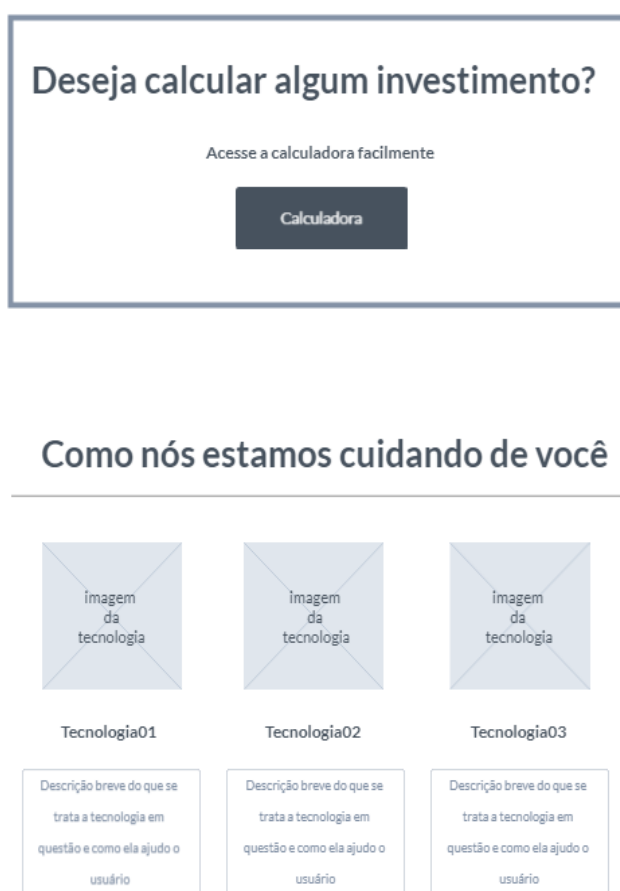 Deseja calcular algum investimento?
Acesse a calculadora facilmente
Calculadora
Como nós estamos cuidando de você
imagem
da
tecnologia
imagem
da
tecnologia
imagem
da
tecnologia
Tecnologia01
Tecnologia02
Tecnologia03
Descrição breve do que se
trata a tecnologia em
questão e como ela ajudo o
usuário
Descrição breve do que se
trata a tecnologia em
questão e como ela ajudo o
usuário
Descrição breve do que se
trata a tecnologia em
questão e como ela ajudo o
usuário